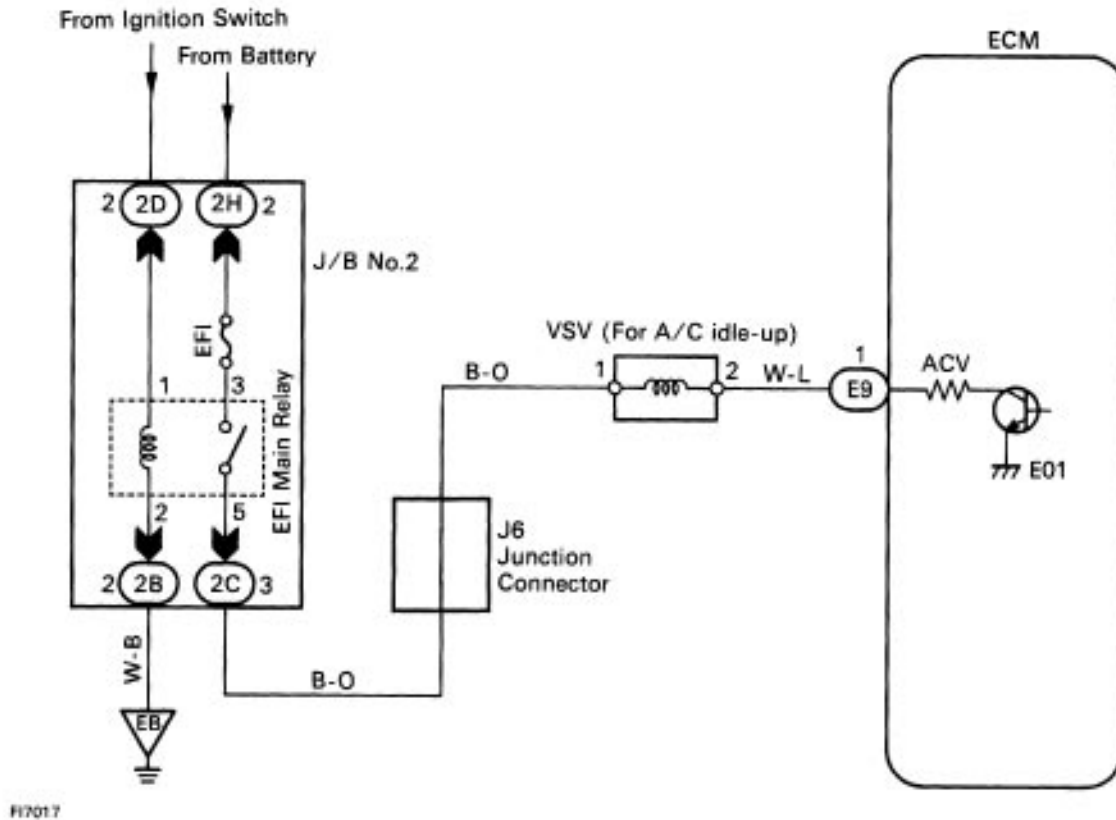 From Ignition Switch
From Battery
ECM
2 2D 2H 2
J/B No.2
EFI
1 3
EFI Main Relay
2 5
2 2B 2C 3
W-B
EB
B-O
J6
Junction
Connector
B-O
VSV (For A/C idle-up)
1 2
W-L
1
E9
ACV
E01
FI7017